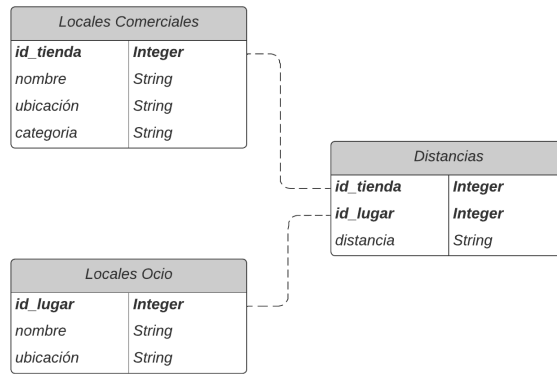 Locales Comerciales
id_tienda Integer
nombre String
ubicación String
categoria String
Distancias
id_tienda Integer
id_lugar Integer
distancia String
Locales Ocio
id_lugar Integer
nombre String
ubicación String